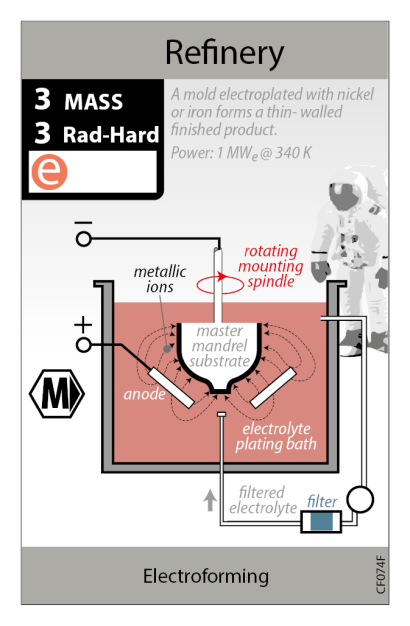 Refinery
3 MASS
3 Rad-Hard
e
A mold electroplated with nickel
or iron forms a thin- walled
finished product.
Power: 1 MWe @ 340 K
−
metallic
ions
rotating
mounting
spindle
+
master
mandrel
substrate
M
anode
electrolyte
plating bath
filtered
electrolyte
filter
Electroforming
CF074F